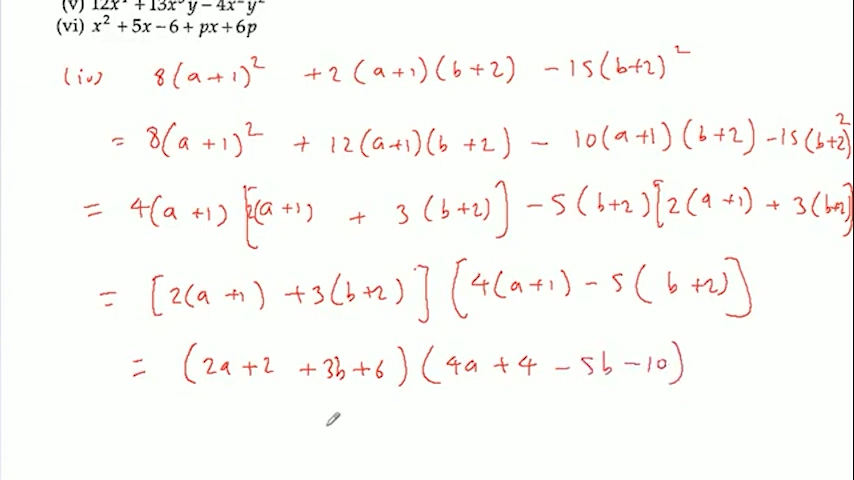 (v) 12x² + 13x³y − 4x²y²
(vi) x² + 5x − 6 + px + 6p
(iv) 8(a+1)² + 2(a+1)(b+2) − 15(b+2)²
= 8(a+1)² + 12(a+1)(b+2) − 10(a+1)(b+2) − 15(b+2)²
= 4(a+1)[2(a+1) + 3(b+2)] − 5(b+2)[2(a+1) + 3(b+2)]
= [2(a+1) + 3(b+2)][4(a+1) − 5(b+2)]
= (2a+2 + 3b+6)(4a+4 − 5b − 10)